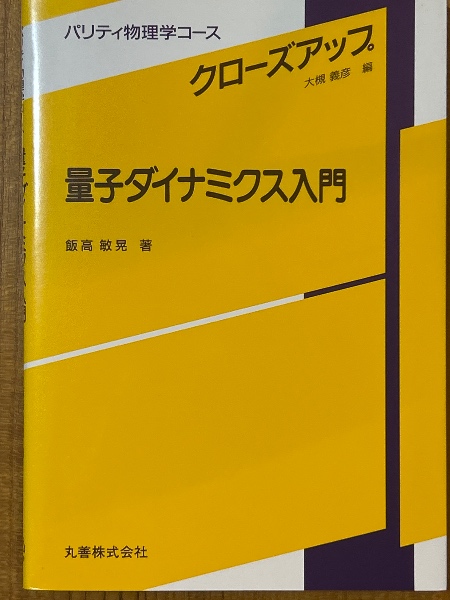 パリティ物理学コース
クローズアップ
大槻 義彦 編
量子ダイナミクス入門
飯高 敏晃 著
丸善株式会社